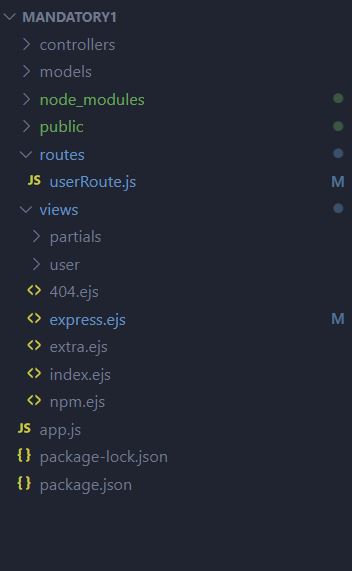 MANDATORY1
controllers
models
node_modules
public
routes
JS userRoute.js M
views
partials
user
<> 404.ejs
<> express.ejs M
<> extra.ejs
<> index.ejs
<> npm.ejs
JS app.js
{} package-lock.json
{} package.json